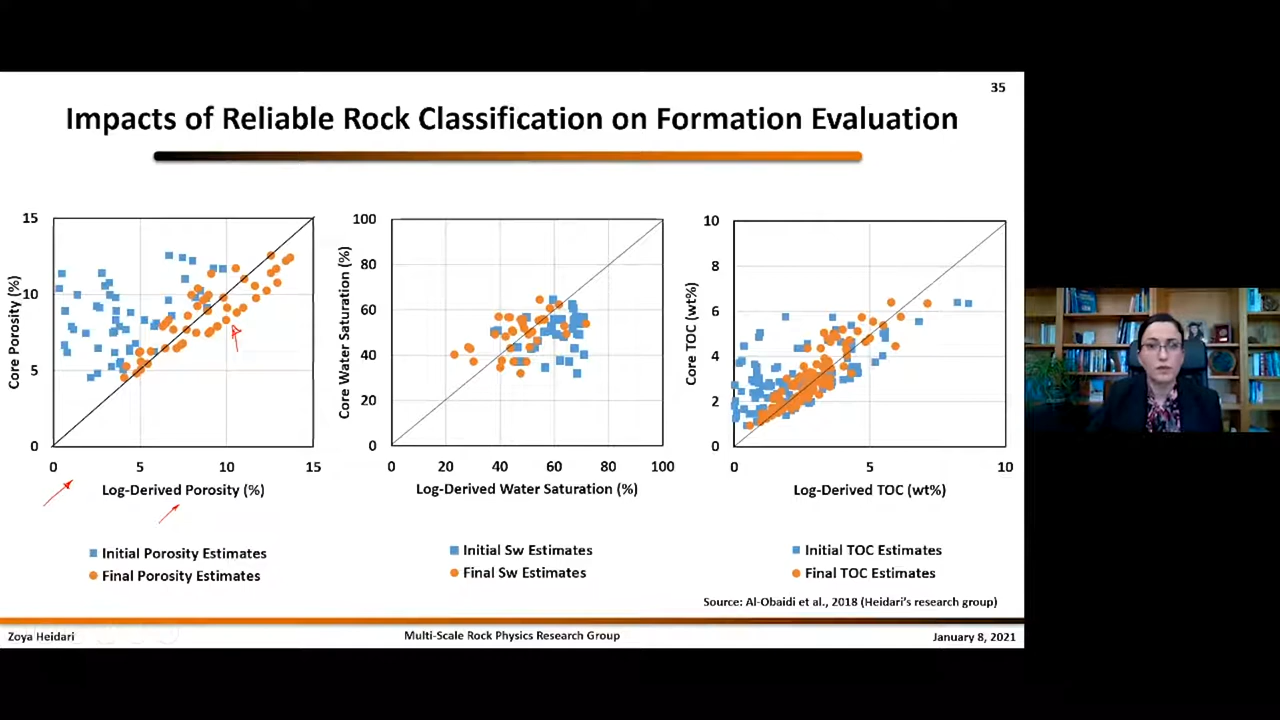 35
Impacts of Reliable Rock Classification on Formation Evaluation
Core Porosity (%)
15
10
5
0
0 5 10 15
Log-Derived Porosity (%)
Initial Porosity Estimates
Final Porosity Estimates
Core Water Saturation (%)
100
80
60
40
20
0
0 20 40 60 80 100
Log-Derived Water Saturation (%)
Initial Sw Estimates
Final Sw Estimates
Core TOC (wt%)
10
8
6
4
2
0
0 5 10
Log-Derived TOC (wt%)
Initial TOC Estimates
Final TOC Estimates
Source: Al-Obaidi et al., 2018 (Heidari's research group)
Zoya Heidari
Multi-Scale Rock Physics Research Group
January 8, 2021